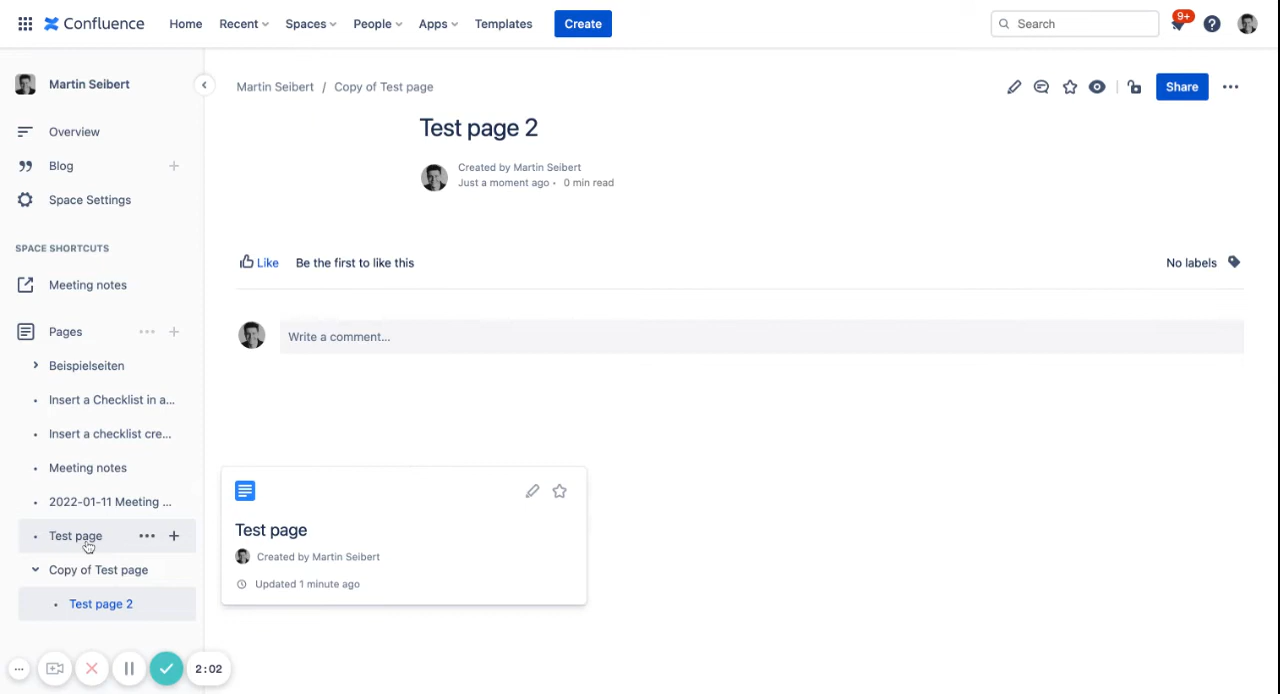 Confluence Home Recent Spaces People Apps Templates Create Search 9+
Martin Seibert
Martin Seibert / Copy of Test page Share
Test page 2
Created by Martin Seibert
Just a moment ago • 0 min read
Overview
Blog
Space Settings
SPACE SHORTCUTS
Meeting notes
Pages
Beispielseiten
Insert a Checklist in a...
Insert a checklist cre...
Meeting notes
2022-01-11 Meeting ...
Test page
Copy of Test page
Test page 2
Like Be the first to like this No labels
Write a comment...
Test page
Created by Martin Seibert
Updated 1 minute ago
2:02